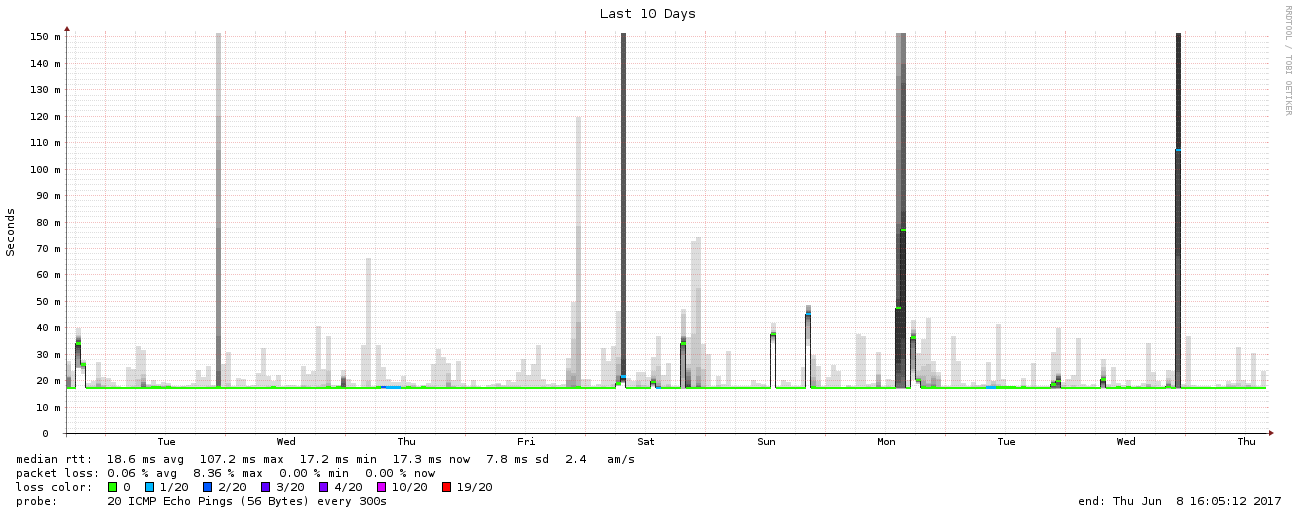 Last 10 Days
RRDTOOL / TOBI OETIKER
Seconds
150 m
140 m
130 m
120 m
110 m
100 m
90 m
80 m
70 m
60 m
50 m
40 m
30 m
20 m
10 m
0
Tue Wed Thu Fri Sat Sun Mon Tue Wed Thu
median rtt: 18.6 ms avg 107.2 ms max 17.2 ms min 17.3 ms now 7.8 ms sd 2.4 am/s
packet loss: 0.06 % avg 8.36 % max 0.00 % min 0.00 % now
loss color: 0 1/20 2/20 3/20 4/20 10/20 19/20
probe: 20 ICMP Echo Pings (56 Bytes) every 300s end: Thu Jun 8 16:05:12 2017